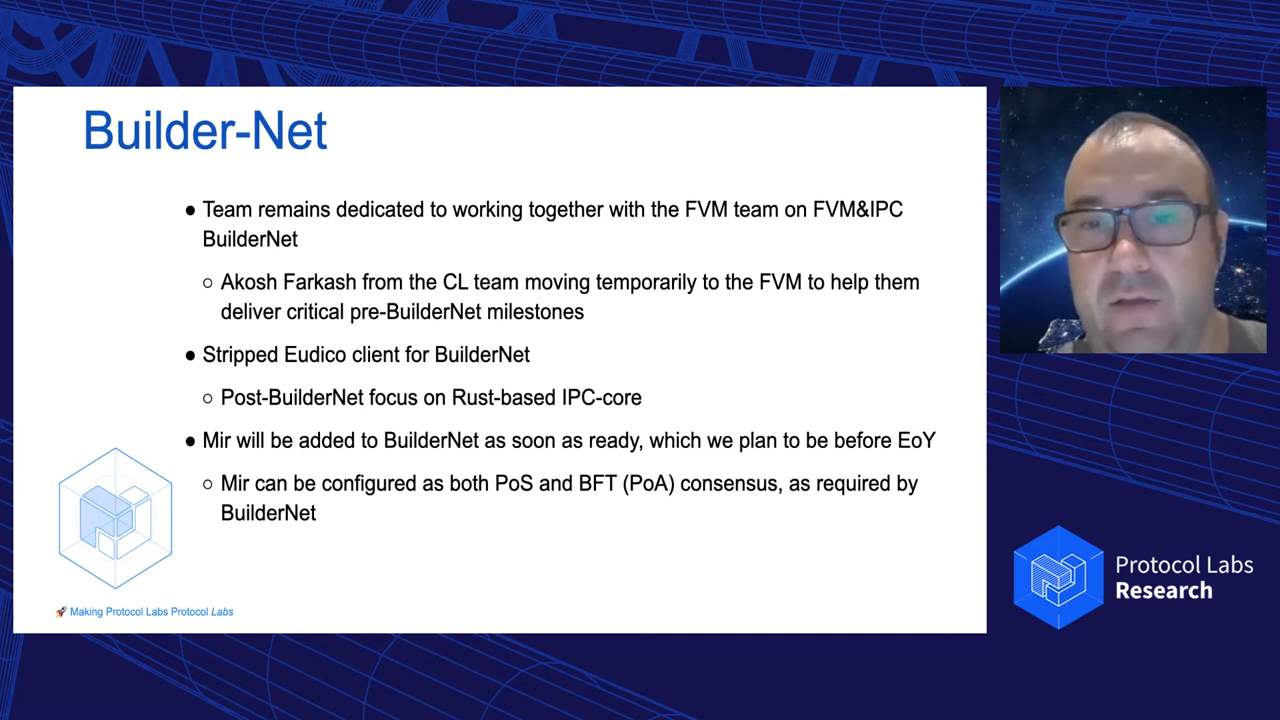 Builder-Net
● Team remains dedicated to working together with the FVM team on FVM&IPC
BuilderNet
○ Akosh Farkash from the CL team moving temporarily to the FVM to help them
deliver critical pre-BuilderNet milestones
● Stripped Eudico client for BuilderNet
○ Post-BuilderNet focus on Rust-based IPC-core
● Mir will be added to BuilderNet as soon as ready, which we plan to be before EoY
○ Mir can be configured as both PoS and BFT (PoA) consensus, as required by
BuilderNet
🚀 Making Protocol Labs Protocol Labs
Protocol Labs
Research